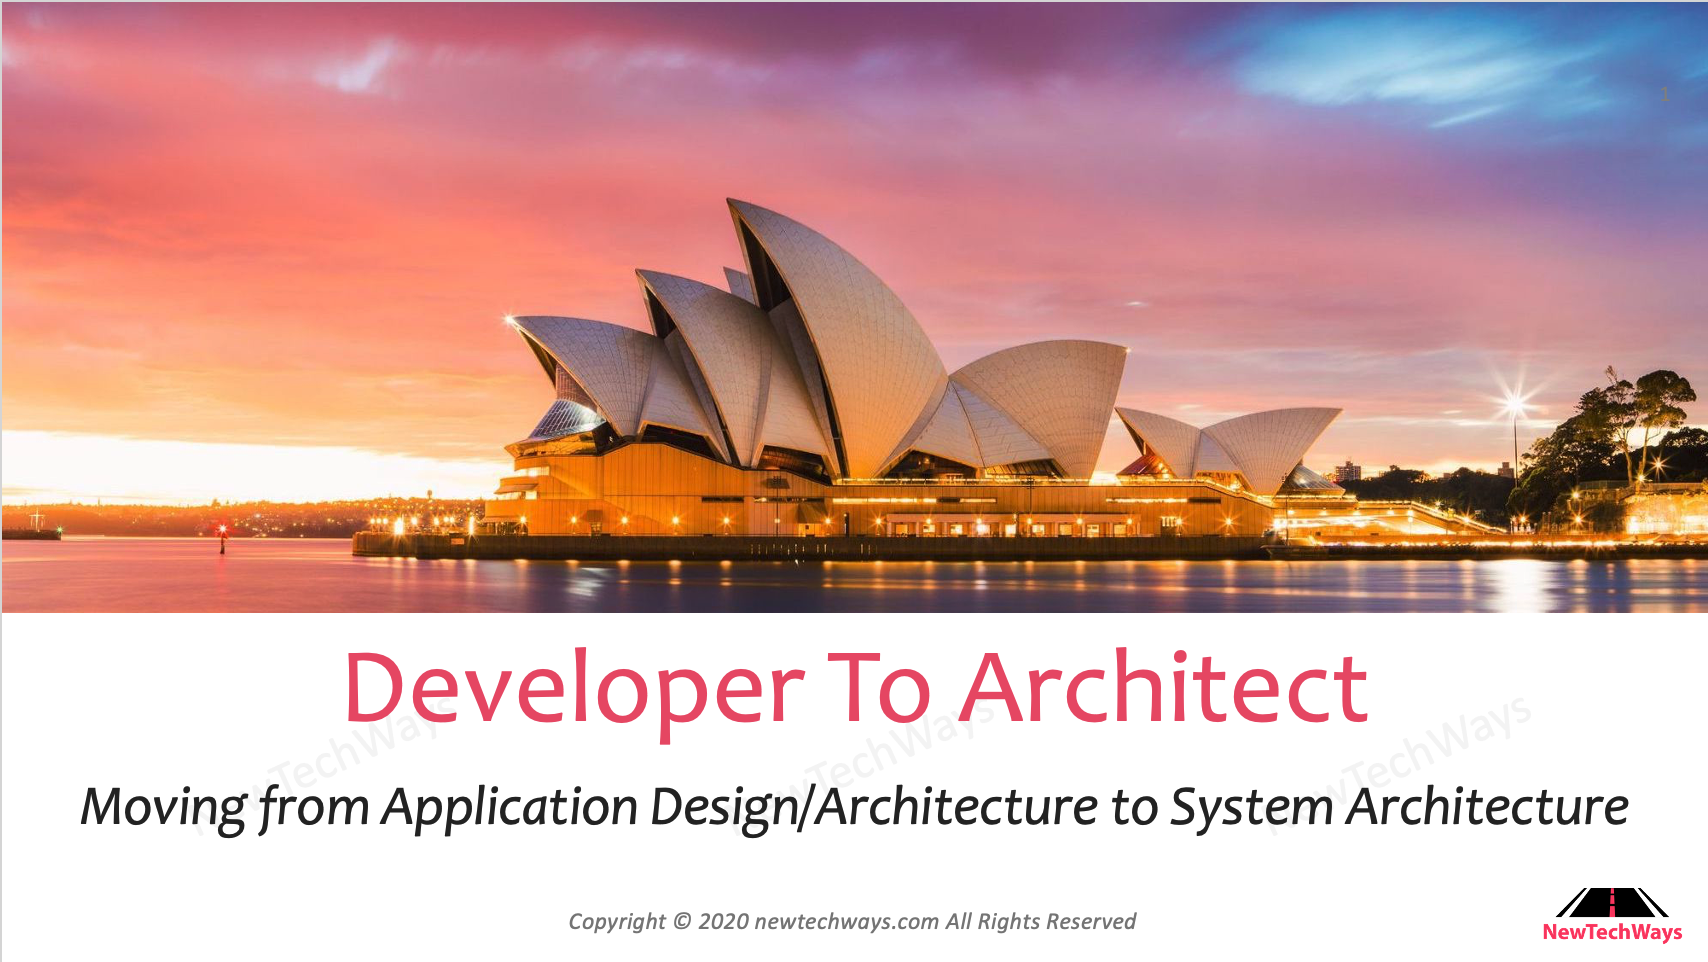 1
Developer To Architect
NewTechWays NewTechWays NewTechWays
Moving from Application Design/Architecture to System Architecture
Copyright © 2020 newtechways.com All Rights Reserved
NewTechWays